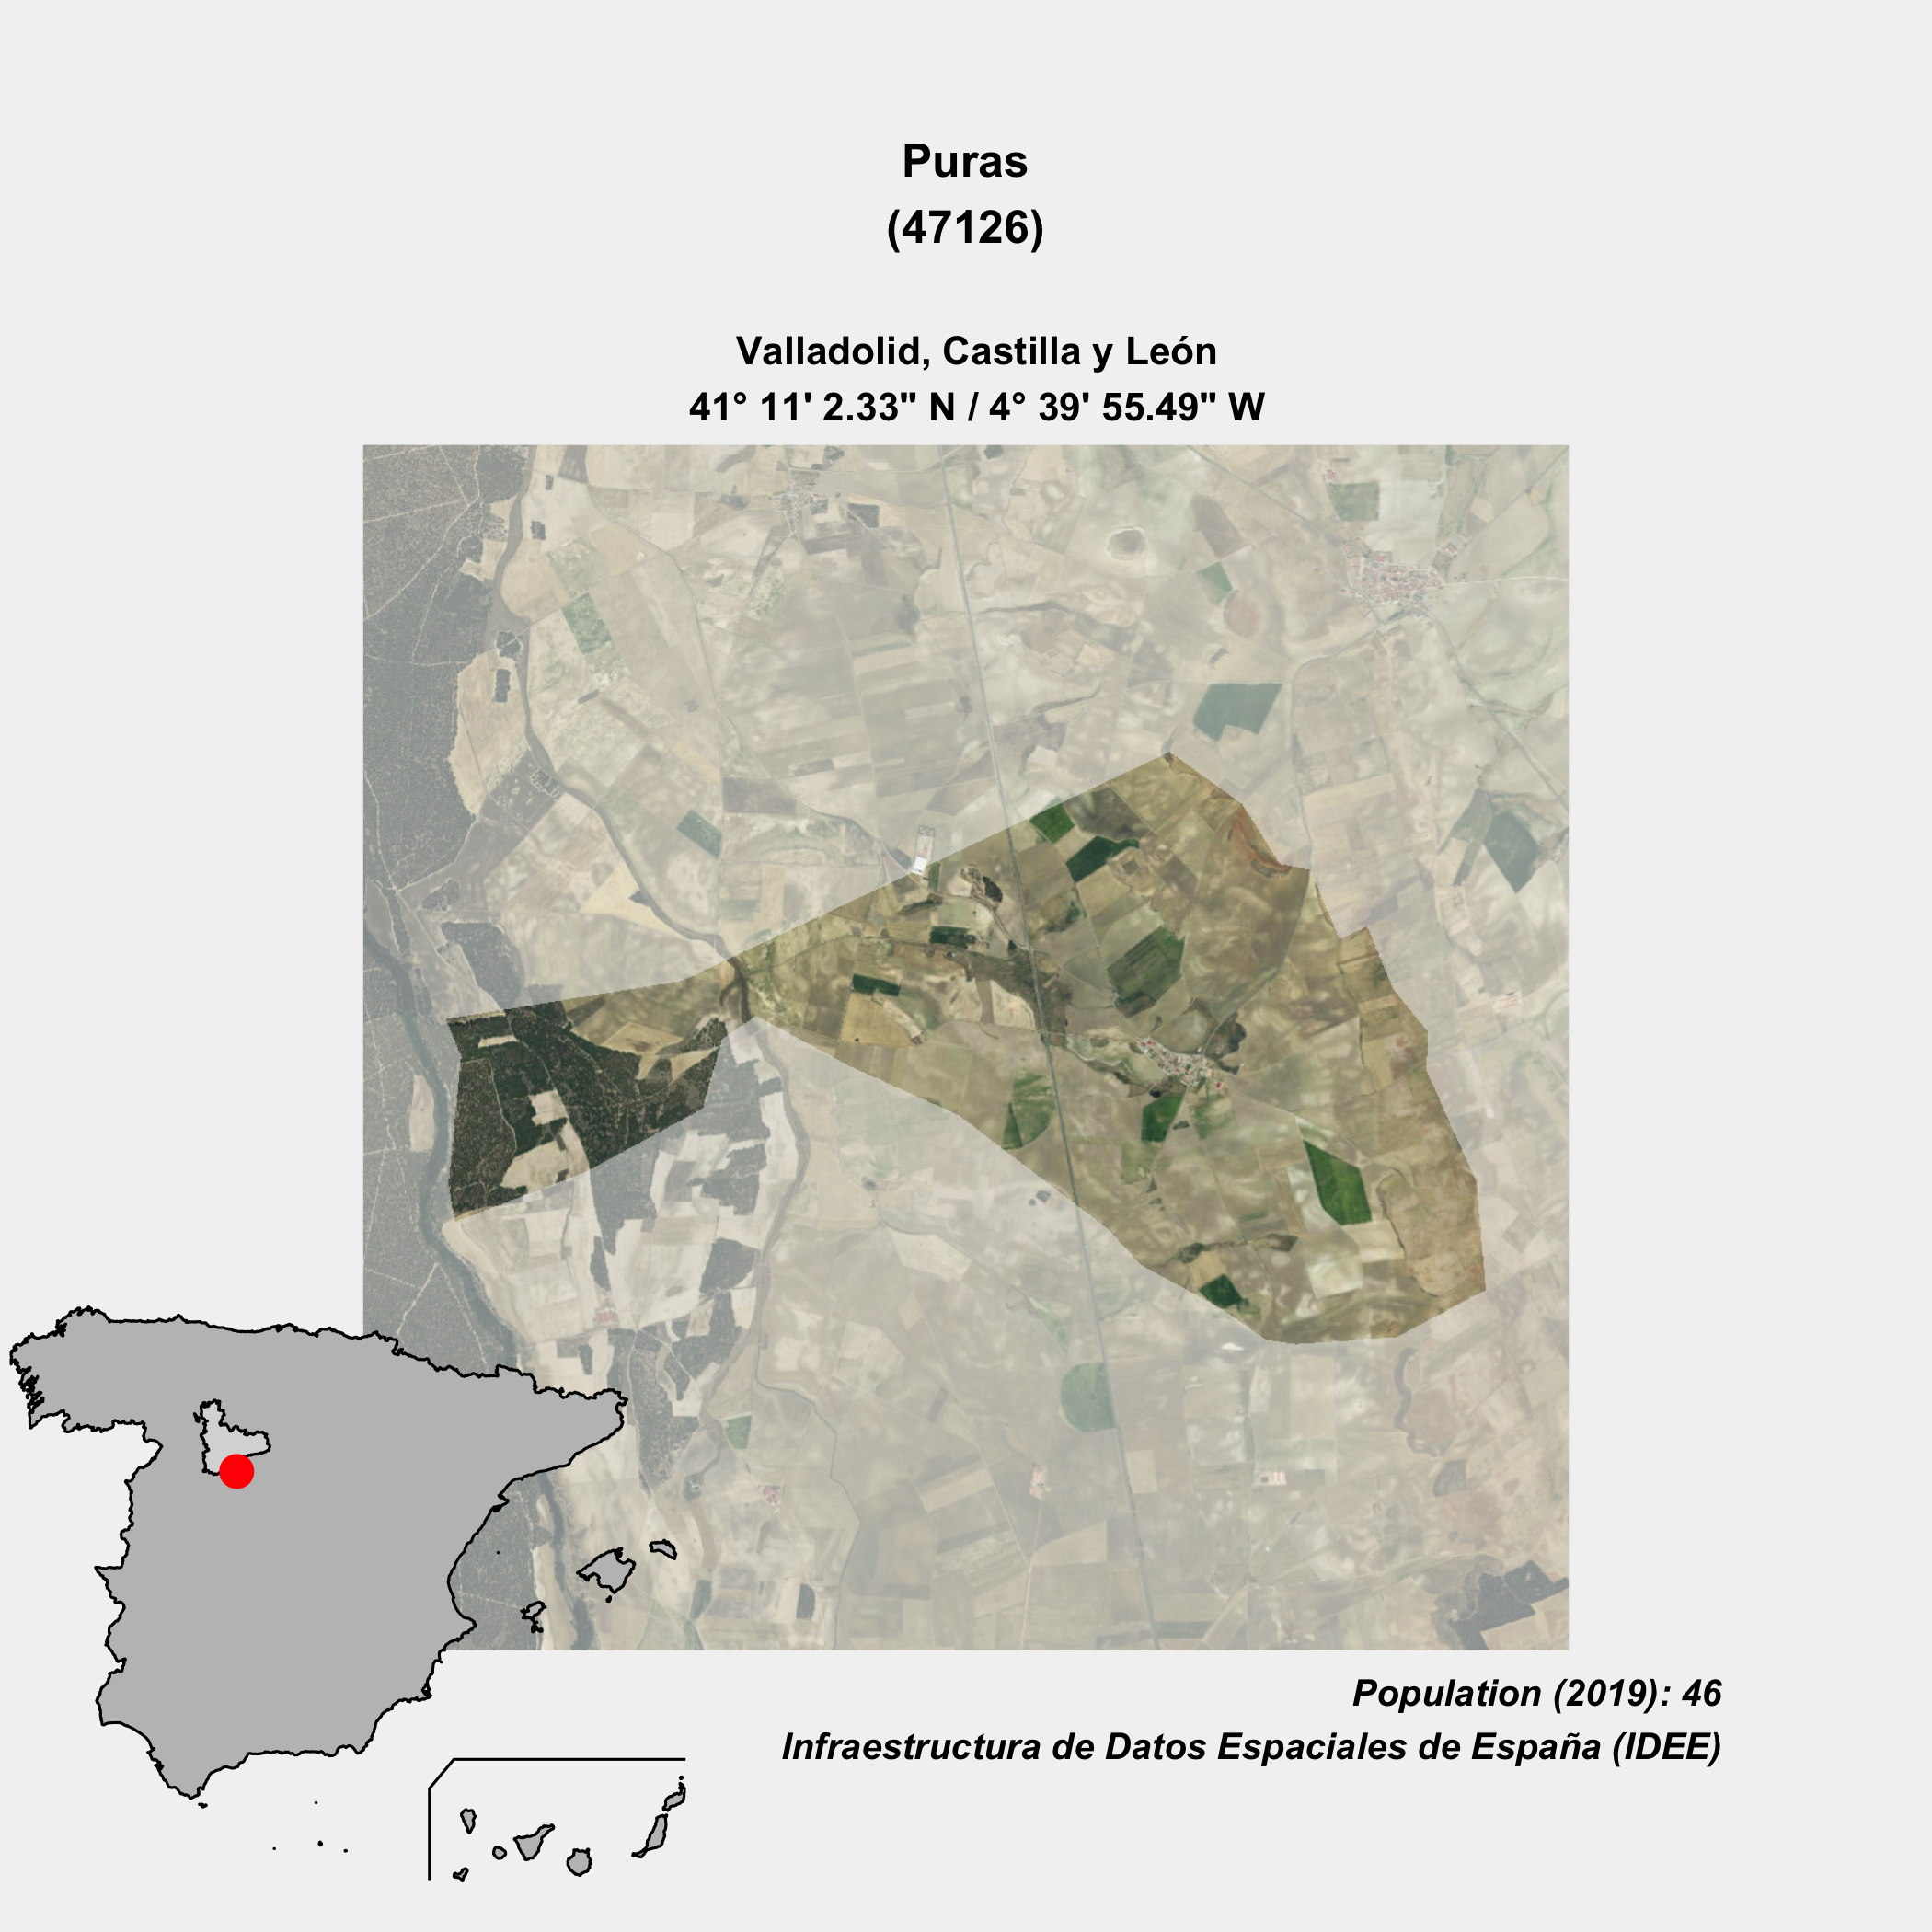 Puras
(47126)
Valladolid, Castilla y León
41° 11' 2.33" N / 4° 39' 55.49" W
Population (2019): 46
Infraestructura de Datos Espaciales de España (IDEE)